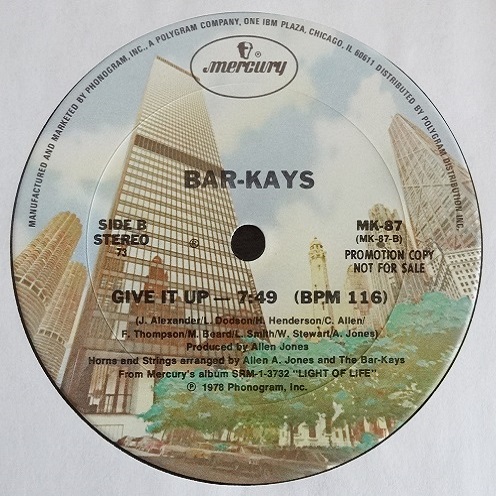 MANUFACTURED AND MARKETED BY PHONOGRAM, INC., A POLYGRAM COMPANY, ONE IBM PLAZA, CHICAGO, IL 60611 DISTRIBUTED BY POLYGRAM DISTRIBUTION, INC.
mercury
BAR-KAYS
SIDE B
STEREO
73
℗
MK-87
(MK-87-B)
PROMOTION COPY
NOT FOR SALE
GIVE IT UP — 7:49 (BPM 116)
(J. Alexander/L. Dodson/H. Henderson/C. Allen/
F. Thompson/M. Beard/L. Smith/W. Stewart/A. Jones)
Produced by Allen Jones
Horns and Strings arranged by Allen A. Jones and The Bar-Kays
From Mercury's album SRM-1-3732 "LIGHT OF LIFE"
℗ 1978 Phonogram, Inc.